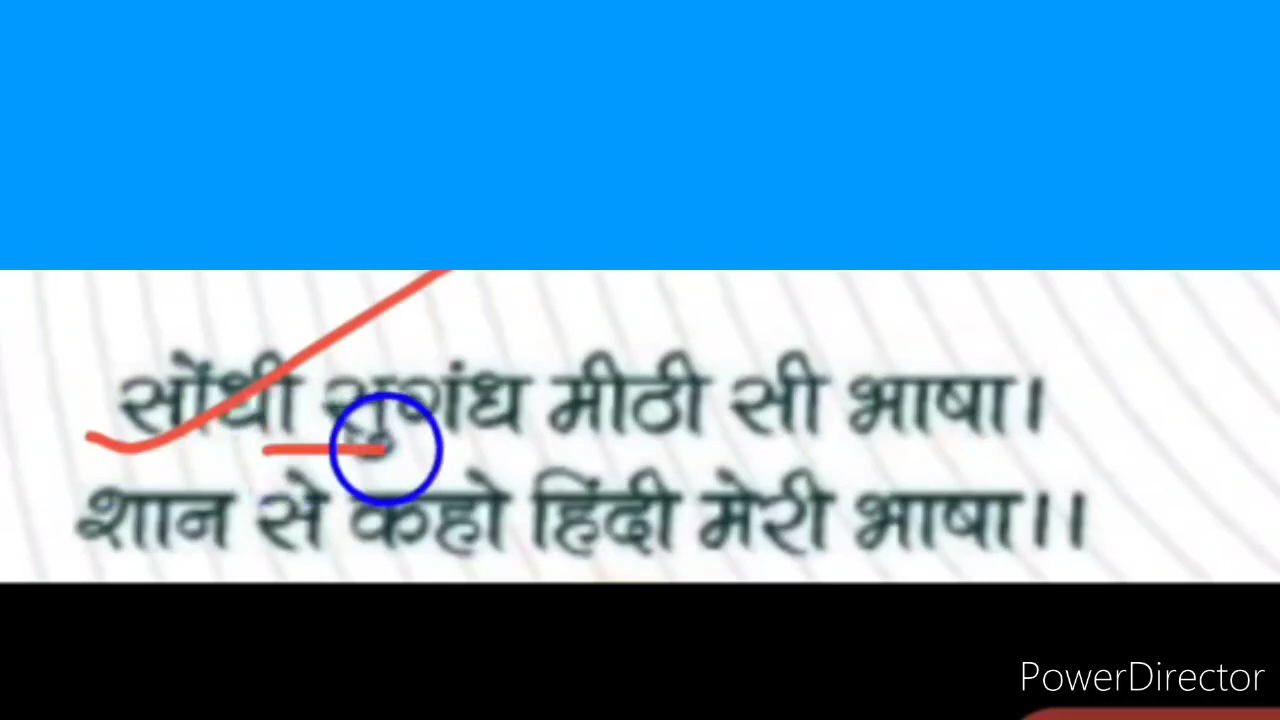 सोंधी सुगंध मीठी सी भाषा।
शान से कहो हिंदी मेरी भाषा।।
PowerDirector